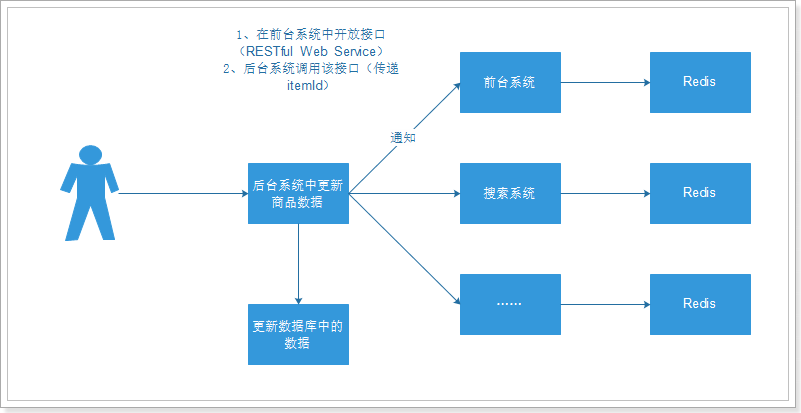 1、在前台系统中开放接口
（RESTful Web Service）
2、后台系统调用该接口（传递
itemId）
前台系统
Redis
通知
后台系统中更新
商品数据
搜索系统
Redis
······
Redis
更新数据库中的
数据